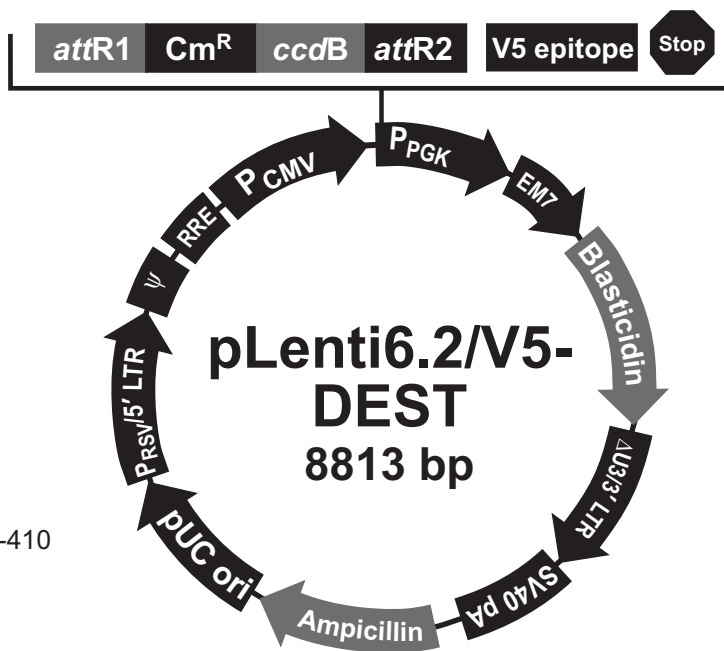 attR1 CmR ccdB attR2 V5 epitope Stop
PPGK
EM7
Blasticidin
ΔU3/3′ LTR
SV40 pA
Ampicillin
pUC ori
PRSV/5′ LTR
ψ
RRE
PCMV
pLenti6.2/V5-
DEST
8813 bp
-410